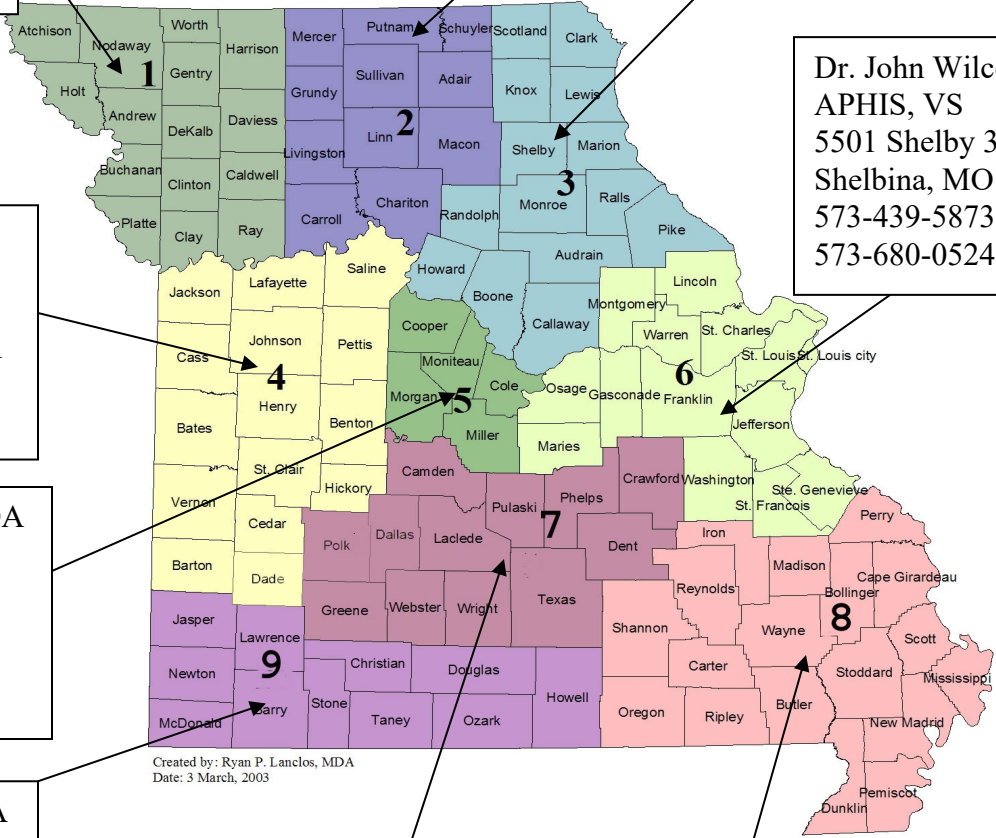 Atchison
Nodaway
Worth
Harrison
Mercer
Putnam
Schuyler
Scotland
Clark
Holt
1
Gentry
Sullivan
Adair
Knox
Lewis
Andrew
DeKalb
Daviess
Grundy
Linn
2
Macon
Shelby
Marion
Buchanan
Clinton
Caldwell
Livingston
3
Platte
Clay
Ray
Carroll
Chariton
Randolph
Monroe
Ralls
Pike
Dr. John
APHIS, VS
5501 Shelby
Shelbina, MO
573-439-5873
573-680-0524
Jackson
Lafayette
Saline
Howard
Boone
Audrain
Callaway
Montgomery
Lincoln
Cass
Johnson
Pettis
Cooper
Moniteau
Warren
St. Charles
St. Louis
St. Louis city
4
Henry
Morgan
5
Cole
Osage
Gasconade
6
Franklin
Jefferson
Bates
Benton
Miller
Maries
St. Clair
Hickory
Camden
Crawford
Washington
Ste. Genevieve
St. Francois
Vernon
Cedar
Pulaski
Phelps
7
Perry
Polk
Dallas
Laclede
Dent
Iron
Barton
Dade
Madison
Cape Girardeau
Bollinger
Reynolds
Jasper
Lawrence
Greene
Webster
Wright
Texas
Shannon
Wayne
8
Scott
Newton
9
Christian
Douglas
Howell
Carter
Stoddard
Mississippi
McDonald
Barry
Stone
Taney
Ozark
Oregon
Ripley
Butler
New Madrid
Pemiscot
Dunklin
Created by: Ryan P. Lanclos, MDA
Date: 3 March, 2003